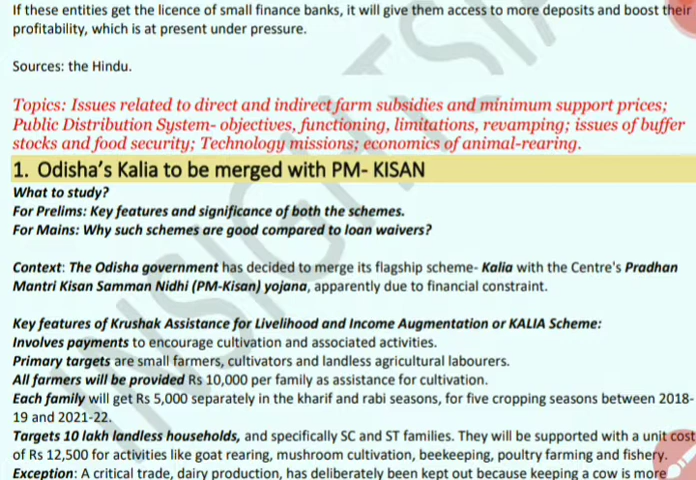 If these entities get the licence of small finance banks, it will give them access to more deposits and boost their
profitability, which is at present under pressure.
Sources: the Hindu.
Topics: Issues related to direct and indirect farm subsidies and minimum support prices;
Public Distribution System- objectives, functioning, limitations, revamping; issues of buffer
stocks and food security; Technology missions; economics of animal-rearing.
1. Odisha's Kalia to be merged with PM- KISAN
What to study?
For Prelims: Key features and significance of both the schemes.
For Mains: Why such schemes are good compared to loan waivers?
Context: The Odisha government has decided to merge its flagship scheme- Kalia with the Centre's Pradhan
Mantri Kisan Samman Nidhi (PM-Kisan) yojana, apparently due to financial constraint.
Key features of Krushak Assistance for Livelihood and Income Augmentation or KALIA Scheme:
Involves payments to encourage cultivation and associated activities.
Primary targets are small farmers, cultivators and landless agricultural labourers.
All farmers will be provided Rs 10,000 per family as assistance for cultivation.
Each family will get Rs 5,000 separately in the kharif and rabi seasons, for five cropping seasons between 2018-
19 and 2021-22.
Targets 10 lakh landless households, and specifically SC and ST families. They will be supported with a unit cost
of Rs 12,500 for activities like goat rearing, mushroom cultivation, beekeeping, poultry farming and fishery.
Exception: A critical trade, dairy production, has deliberately been kept out because keeping a cow is more